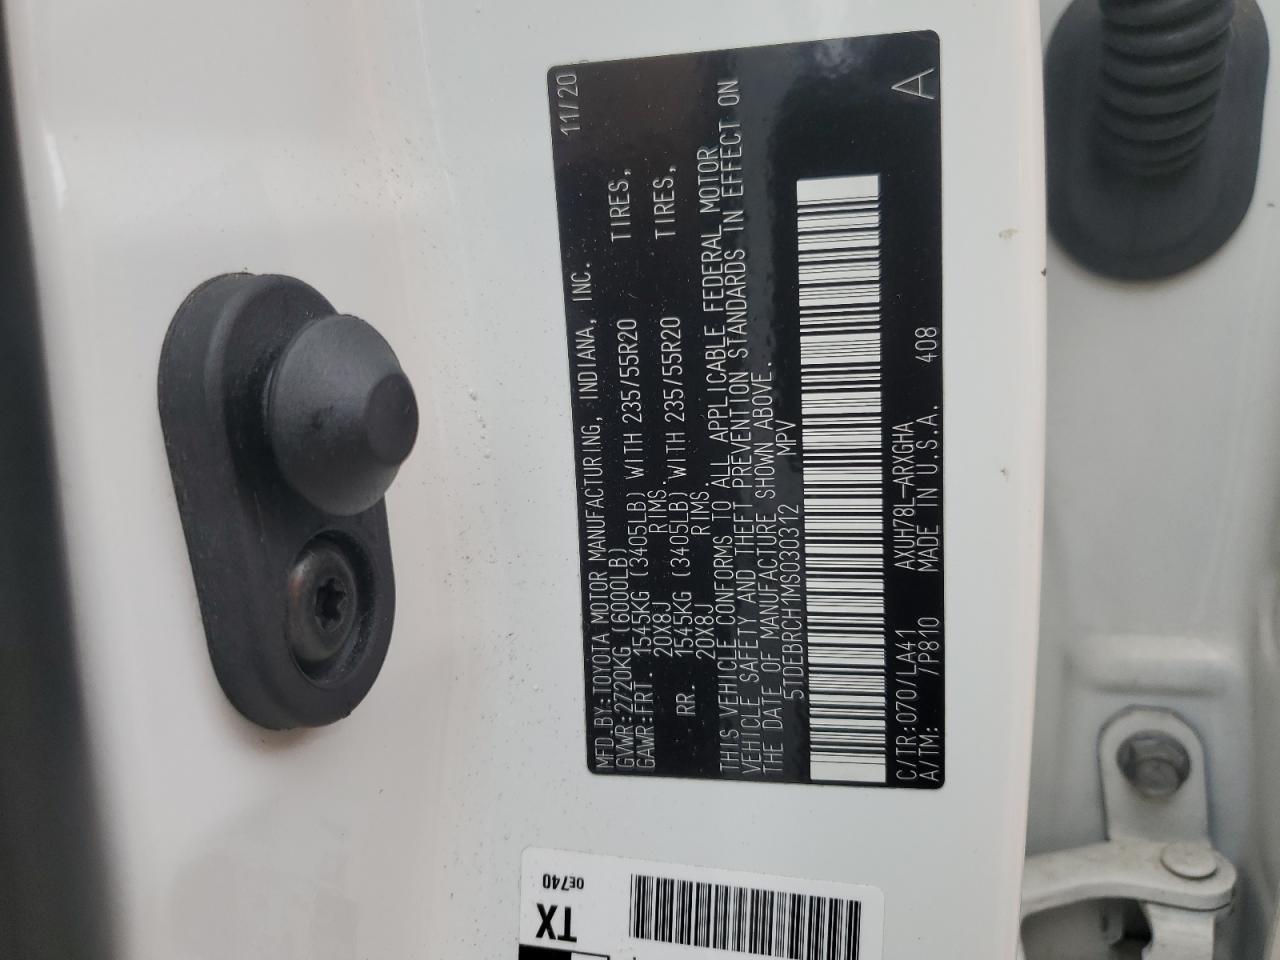 MFD.BY:TOYOTA MOTOR MANUFACTURING, INDIANA, INC. 11/20
GVWR:2720KG (6000LB)
GAWR:FRT. 1545KG (3405LB) WITH 235/55R20 TIRES,
20X8J RIMS.
RR. 1545KG (3405LB) WITH 235/55R20 TIRES,
20X8J RIMS.
THIS VEHICLE CONFORMS TO ALL APPLICABLE FEDERAL MOTOR
VEHICLE SAFETY AND THEFT PREVENTION STANDARDS IN EFFECT ON
THE DATE OF MANUFACTURE SHOWN ABOVE.
5TDEBRCH1MS030312 MPV
C/TR:070/LA41 AXUH78L-ARXGHA 408 A
A/TM: /P810 MADE IN U.S.A.
0E740
TX